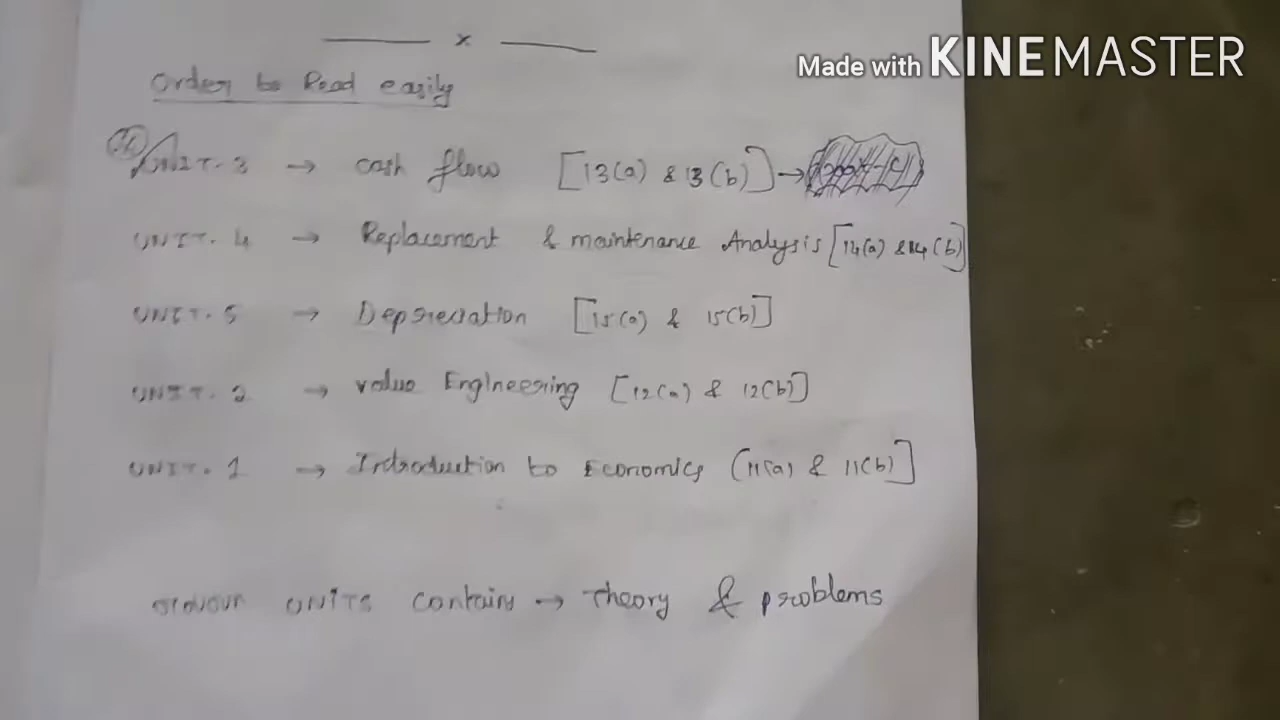 x
Made with KINEMASTER
Order to Read easily
UNIT. 3 → cash flow [13(a) & 13(b)] →
UNIT. 4 → Replacement & maintenance Analysis [14(a) & 14(b)]
UNIT. 5 → Depreciation [15(a) & 15(b)]
UNIT. 2 → value Engineering [12(a) & 12(b)]
UNIT. 1 → Introduction to Economics (11(a) & 11(b)]
UNITS contains → Theory & problems